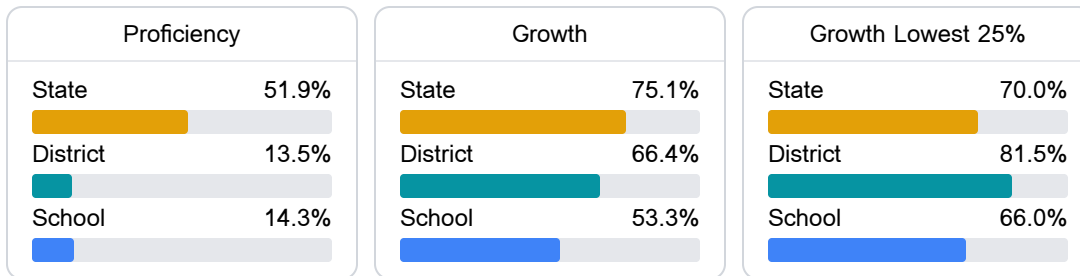 Proficiency
State 51.9%
District 13.5%
School 14.3%
Growth
State 75.1%
District 66.4%
School 53.3%
Growth Lowest 25%
State 70.0%
District 81.5%
School 66.0%